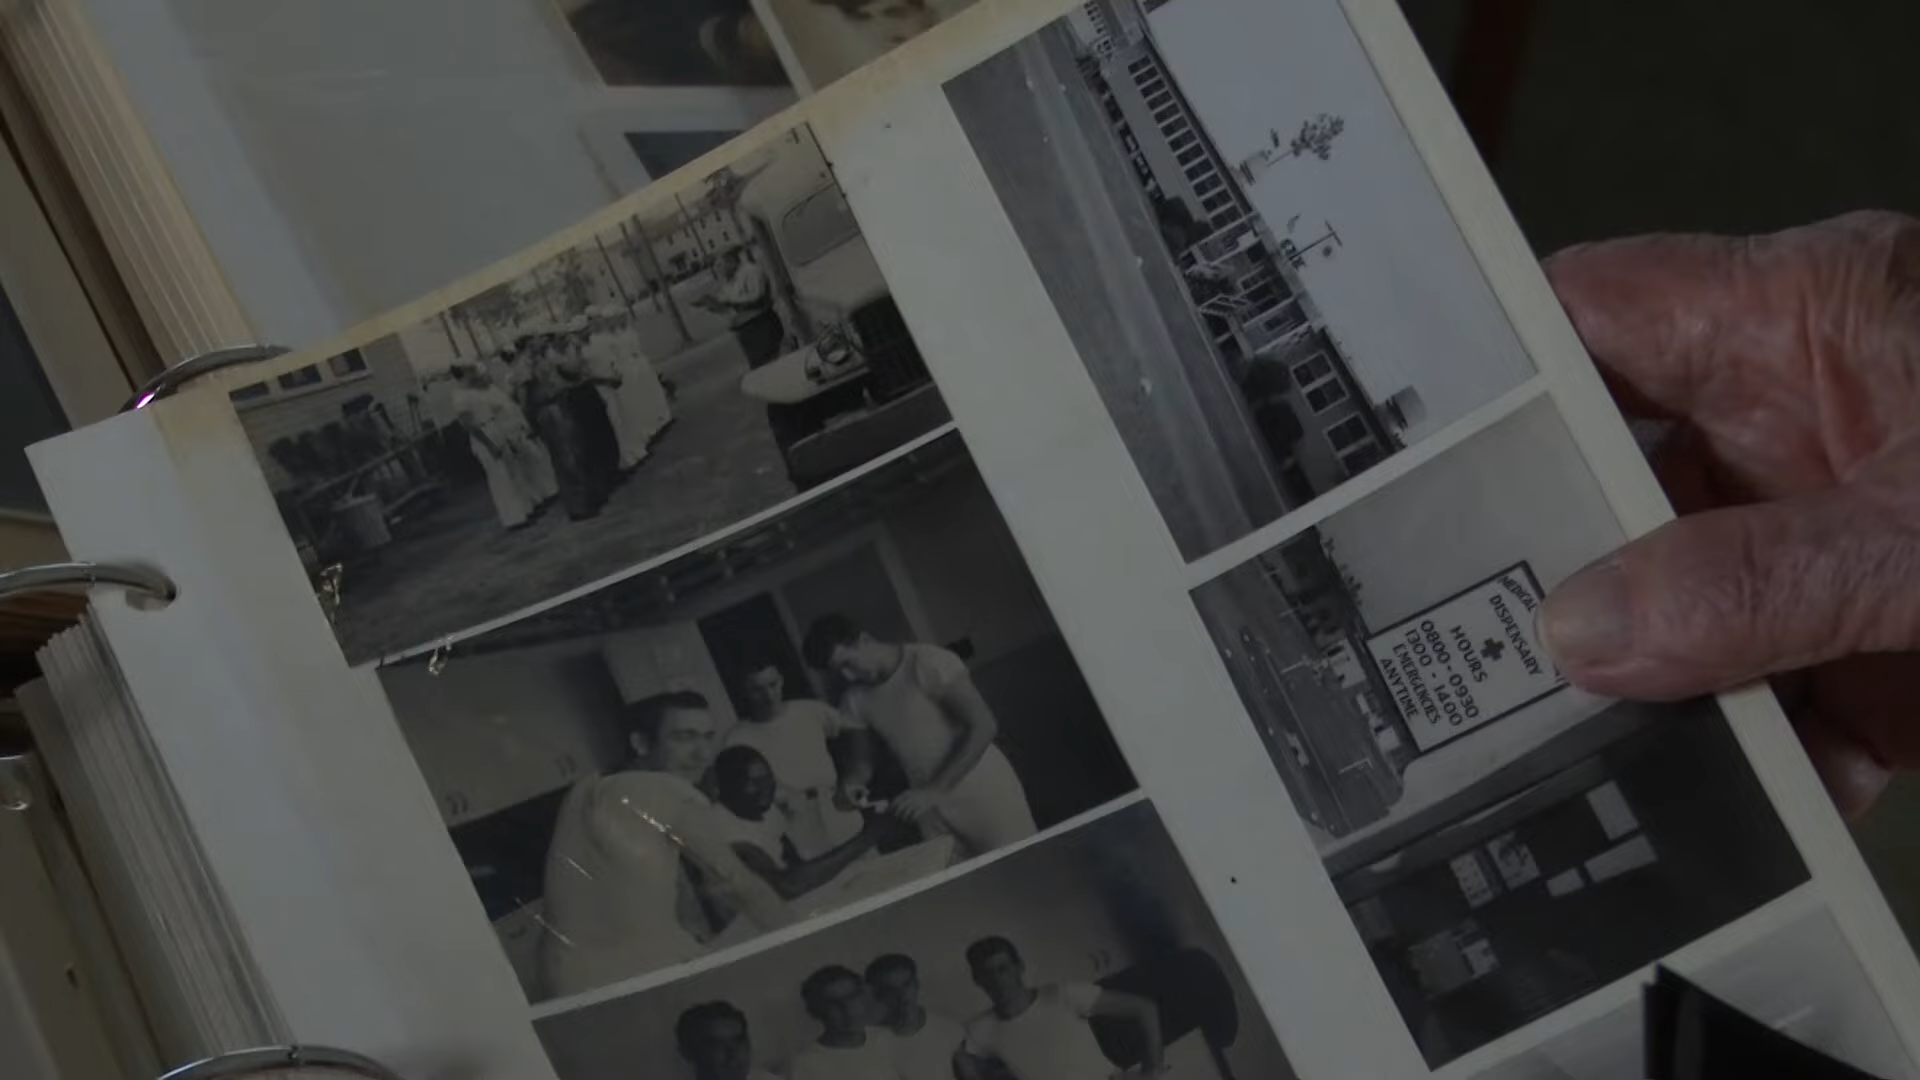 MEDICAL
DISPENSARY
HOURS
0800-0930
1300-1400
EMERGENCIES
ANYTIME